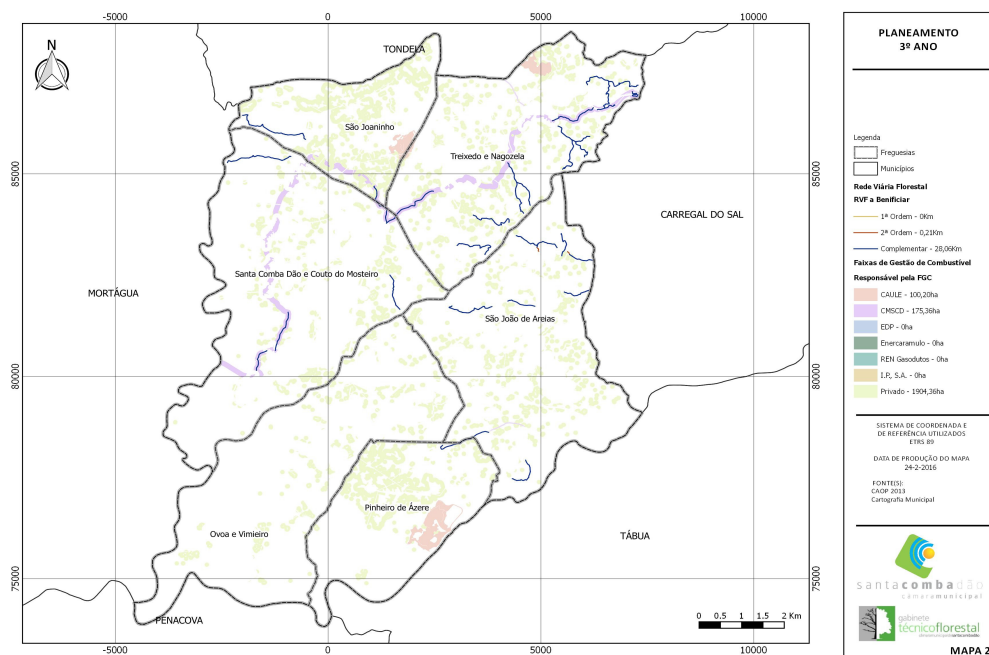 -5000
0
5000
10000
N
TONDELA
São Joaninho
Treixedo e Nagozela
85000
85000
CARREGAL DO SAL
Santa Comba Dão e Couto do Mosteiro
MORTÁGUA
São João de Areias
80000
80000
Pinheiro de Ázere
Ovoa e Vimieiro
TÁBUA
75000
75000
PENACOVA
0 0.5 1 1.5 2 Km
-5000
0
5000
10000
PLANEAMENTO
3º ANO
Legenda
Freguesias
Municípios
Rede Viária Florestal
RVF a Benificiar
1ª Ordem - 0Km
2ª Ordem - 0,21Km
Complementar - 28,06Km
Faixas de Gestão de Combustível
Responsável pela FGC
CAULE - 100,20ha
CMSCD - 175,36ha
EDP - 0ha
Enercaramulo - 0ha
REN Gasodutos - 0ha
I.P., S.A. - 0ha
Privado - 1904,36ha
SISTEMA DE COORDENADA E
DE REFERÊNCIA UTILIZADOS
ETRS 89
DATA DE PRODUÇÃO DO MAPA
24-2-2016
FONTE(S):
CAOP 2013
Cartografia Municipal
santacombadão
câmaramunicipal
gabinete
técnicoflorestal
MAPA 2